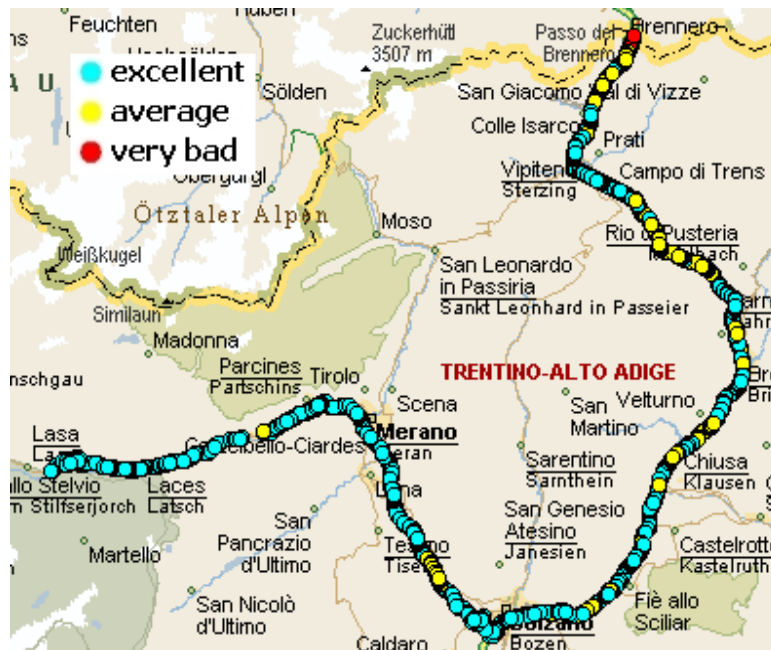 Feuchten
Zuckerhüttl
3507 m
Passo del
Brennero
Brennero
excellent
average
very bad
A U
Sölden
San Giacomo
Val di Vizze
Colle Isarco
Prati
Vipiteno
Sterzing
Campo di Trens
Obergurgl
Ötztaler Alpen
Moso
Rio di Pusteria
Weißkugel
San Leonardo
in Passiria
Sankt Leonhard in Passeier
Similaun
Madonna
Parcines
Partschins
Tirolo
TRENTINO-ALTO ADIGE
Scena
San
Martino
Velturno
Lasa
Merano
Castelbello-Ciardes
Sarentino
Sarnthein
Chiusa
Klausen
Laces
Latsch
San Genesio
Atesino
Jenesien
San
Pancrazio
d'Ultimo
Martello
Castelrotto
Kastelruth
San Nicolò
d'Ultimo
Fiè allo
Sciliar
Caldaro
Bolzano
Bozen